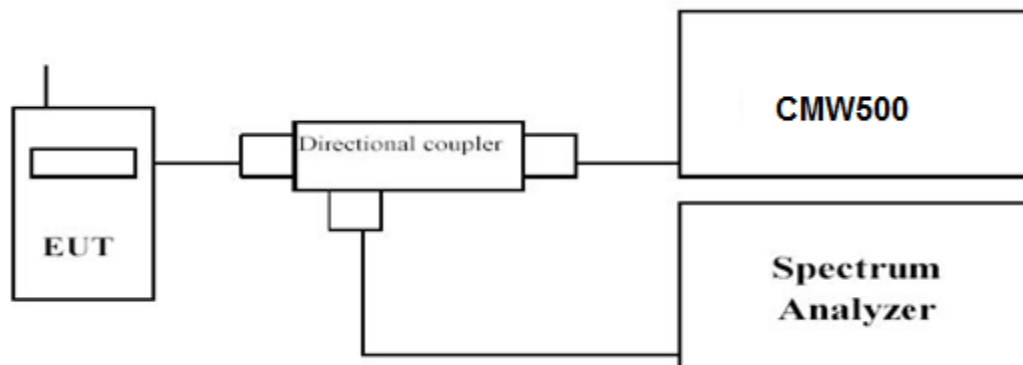 CMW500
Directional coupler
EUT
Spectrum
Analyzer